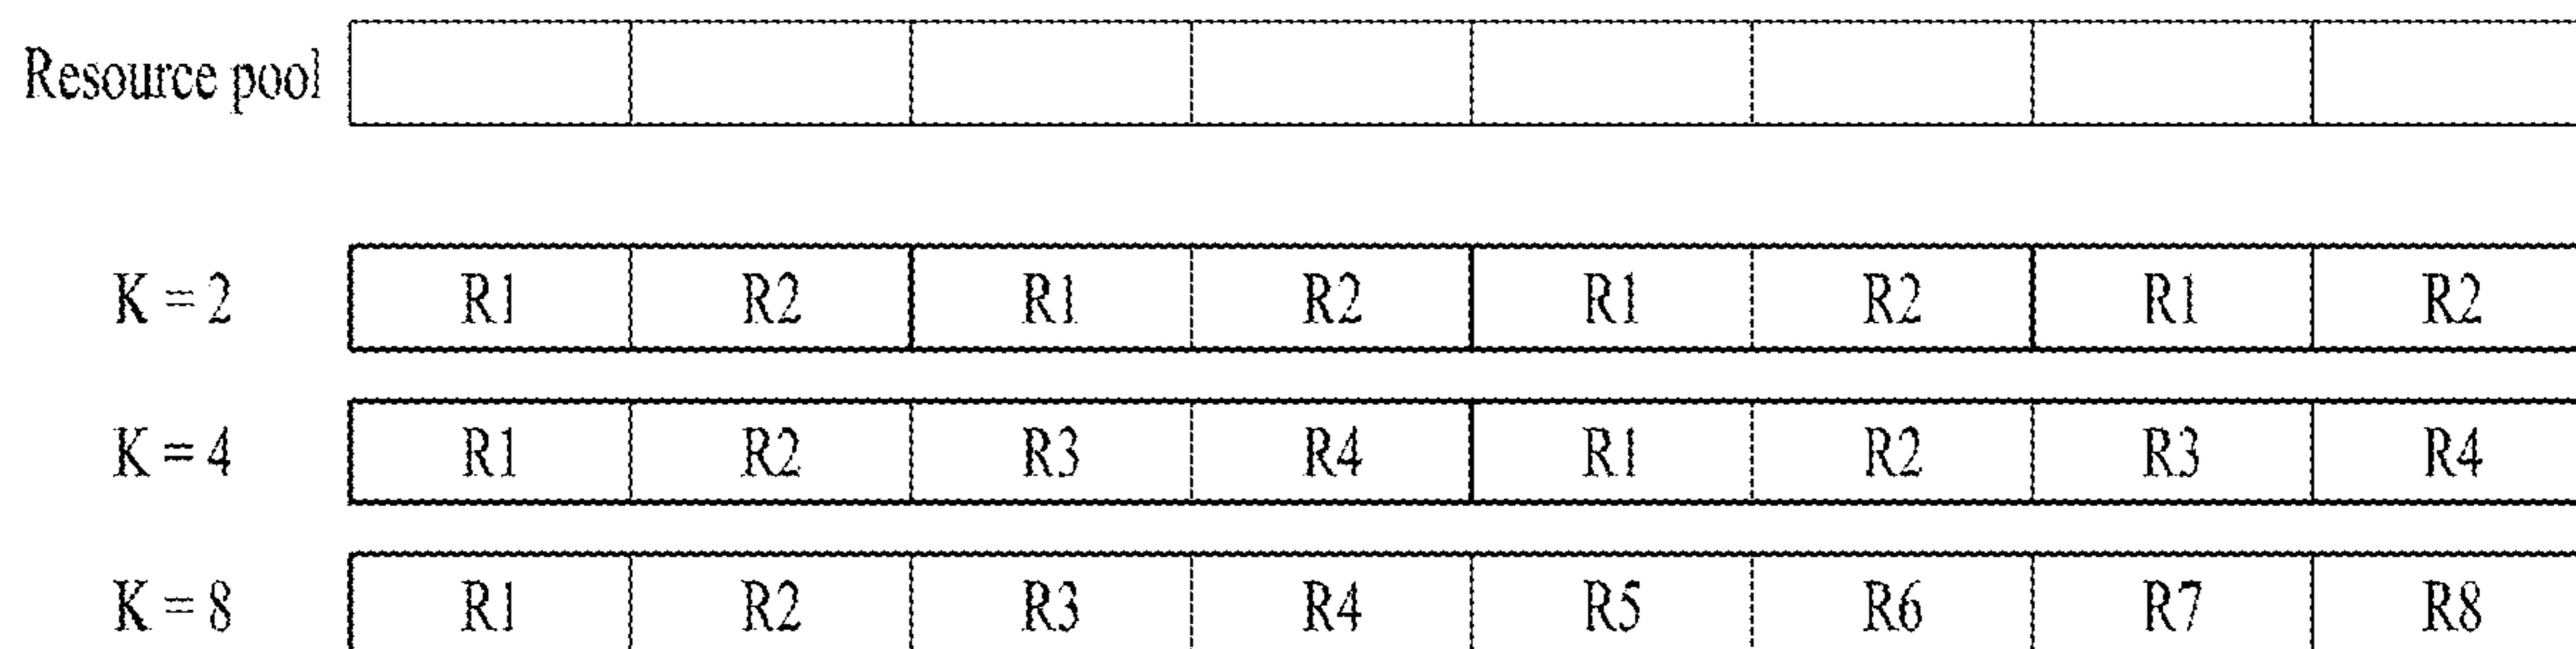 Resource pool
K = 2 R1 R2 R1 R2 R1 R2 R1 R2
K = 4 R1 R2 R3 R4 R1 R2 R3 R4
K = 8 R1 R2 R3 R4 R5 R6 R7 R8